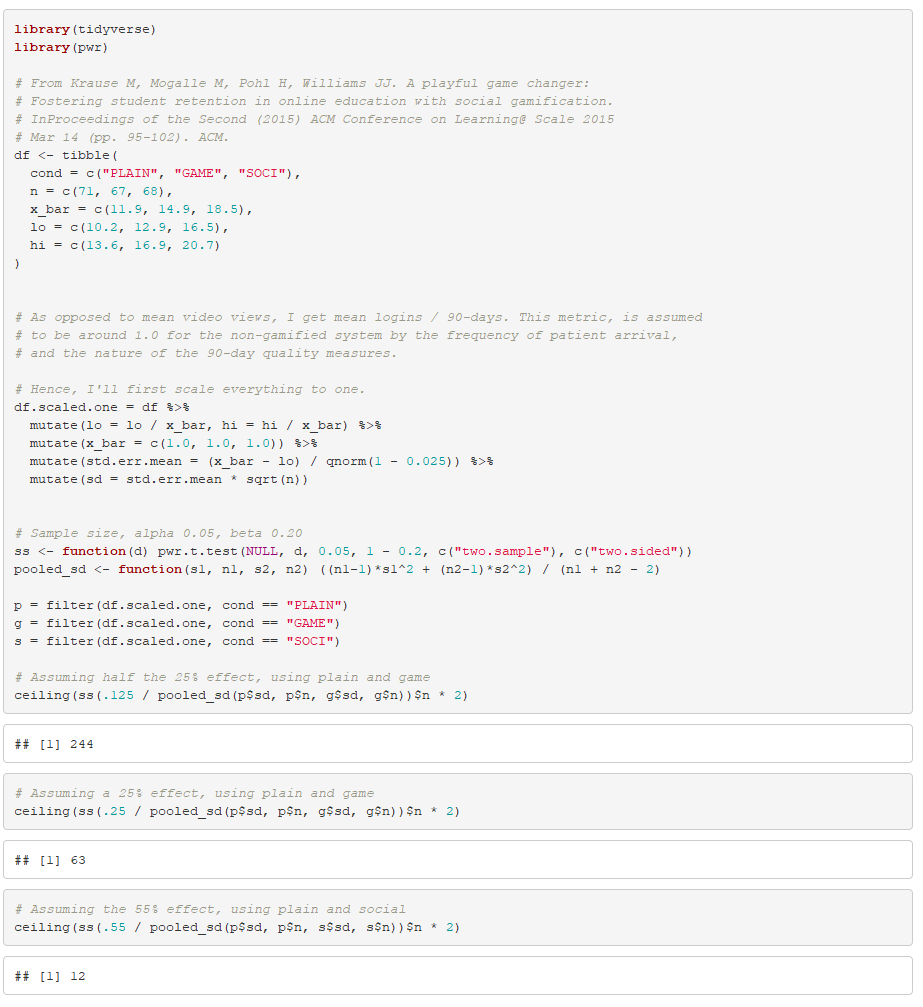 library(tidyverse)
library(pwr)
# From Krause M, Mogalle M, Pohl H, Williams JJ. A playful game changer:
# Fostering student retention in online education with social gamification.
# InProceedings of the Second (2015) ACM Conference on Learning@ Scale 2015
# Mar 14 (pp. 95-102). ACM.
df <- tibble(
  cond = c("PLAIN", "GAME", "SOCI"),
  n = c(71, 67, 68),
  x_bar = c(11.9, 14.9, 18.5),
  lo = c(10.2, 12.9, 16.5),
  hi = c(13.6, 16.9, 20.7)
)
# As opposed to mean video views, I get mean logins / 90-days. This metric, is assumed
# to be around 1.0 for the non-gamified system by the frequency of patient arrival,
# and the nature of the 90-day quality measures.
# Hence, I'll first scale everything to one.
df.scaled.one = df %>%
  mutate(lo = lo / x_bar, hi = hi / x_bar) %>%
  mutate(x_bar = c(1.0, 1.0, 1.0)) %>%
  mutate(std.err.mean = (x_bar - lo) / qnorm(1 - 0.025)) %>%
  mutate(sd = std.err.mean * sqrt(n))
# Sample size, alpha 0.05, beta 0.20
ss <- function(d) pwr.t.test(NULL, d, 0.05, 1 - 0.2, c("two.sample"), c("two.sided"))
pooled_sd <- function(s1, n1, s2, n2) ((n1-1)*s1^2 + (n2-1)*s2^2) / (n1 + n2 - 2)
p = filter(df.scaled.one, cond == "PLAIN")
g = filter(df.scaled.one, cond == "GAME")
s = filter(df.scaled.one, cond == "SOCI")
# Assuming half the 25% effect, using plain and game
ceiling(ss(.125 / pooled_sd(p$sd, p$n, g$sd, g$n))$n * 2)
## [1] 244
# Assuming a 25% effect, using plain and game
ceiling(ss(.25 / pooled_sd(p$sd, p$n, g$sd, g$n))$n * 2)
## [1] 63
# Assuming the 55% effect, using plain and social
ceiling(ss(.55 / pooled_sd(p$sd, p$n, s$sd, s$n))$n * 2)
## [1] 12